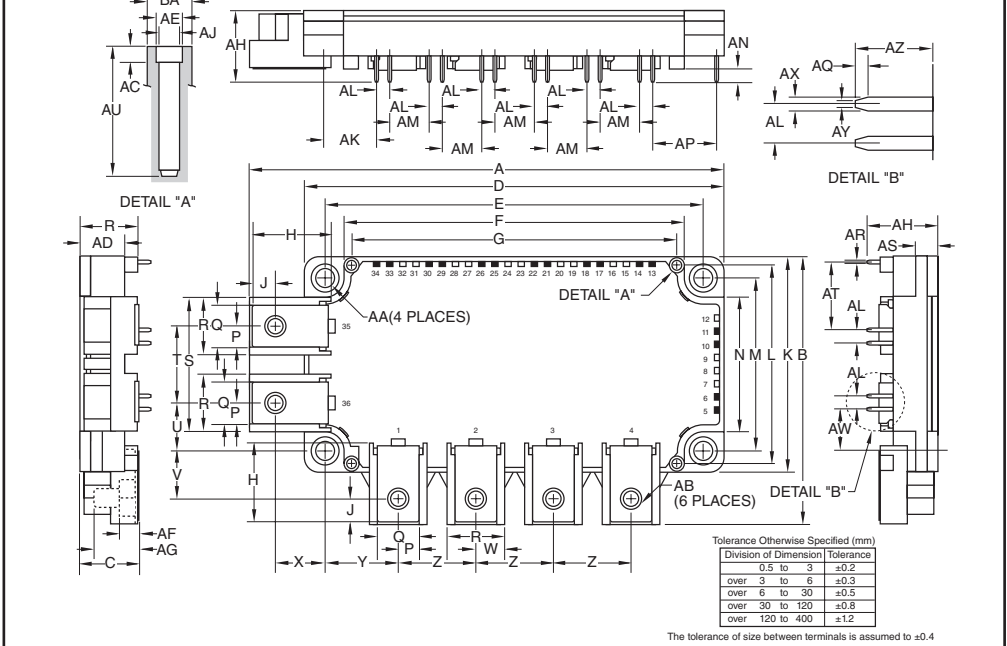 BA
AE
AJ
AC
AU
DETAIL "A"
AH
AN
AL
AL
AL
AL
AL
AL
AL
AM
AM
AM
AM
AM
AK
AP
AZ
AQ
AX
AL
AY
DETAIL "B"
A
D
E
F
G
H
J
R
AD
AH
AR
AS
AT
AL
AL
AW
34 33 32 31 30 29 28 27 26 25 24 23 22 21 20 19 18 17 16 15 14 13
DETAIL "A"
AA(4 PLACES)
35
36
12
11
10
9
8
7
6
5
T
S
R
Q
P
R
Q
P
U
V
N
M
L
K
B
1
2
3
4
H
J
AB
(6 PLACES)
DETAIL "B"
AF
AG
C
Q
P
R
W
X
Y
Z
Z
Z
Tolerance Otherwise Specified (mm)
Division of Dimension Tolerance
0.5 to 3 ±0.2
over 3 to 6 ±0.3
over 6 to 30 ±0.5
over 30 to 120 ±0.8
over 120 to 400 ±1.2
The tolerance of size between terminals is assumed to ±0.4